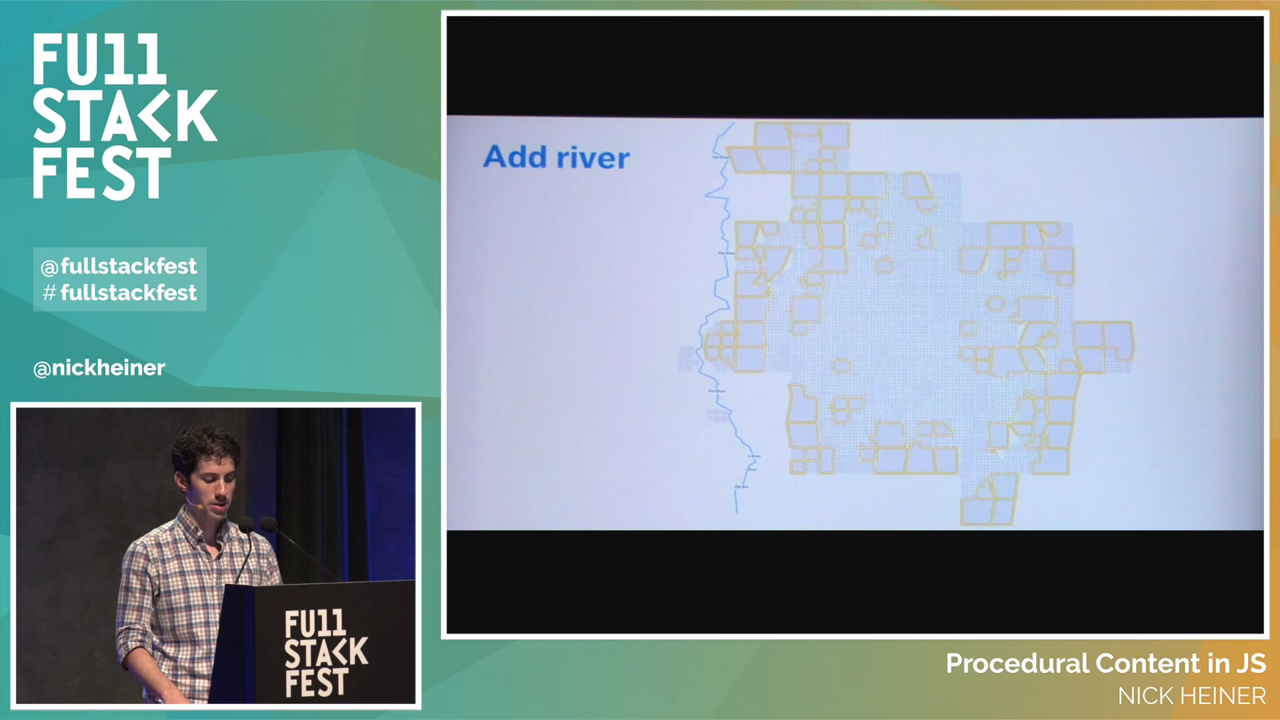 FU11
STACK
FEST
@fullstackfest
# fullstackfest
@nickheiner
Add river
FU11
STACK
FEST
Procedural Content in JS
NICK HEINER